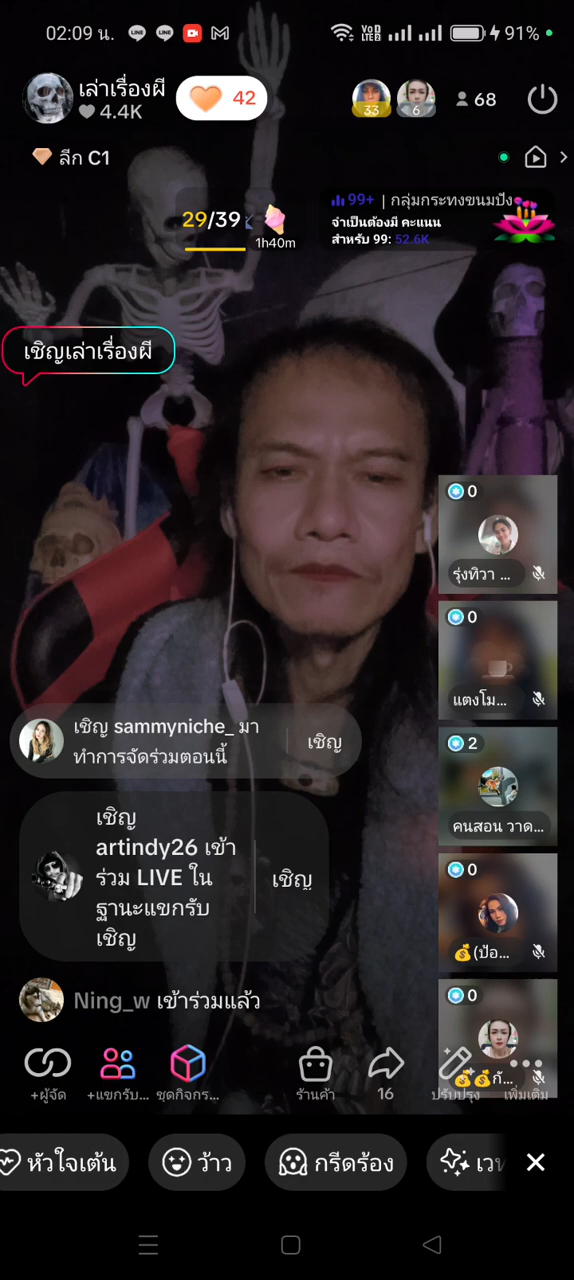 02:09 น.
VoD LTE2
91%
เล่าเรื่องผี
4.4K
42
33
6
68
ลีก C1
29/39
1h40m
99+ | กลุ่มกระทงขนมปัง
จำเป็นต้องมี คะแนน
สำหรับ 99: 52.6K
เชิญเล่าเรื่องผี
0
รุ่งทิวา ...
0
แตงโม...
2
คนสอน วาด...
0
💰(ป้อ...
0
💰💰กั...
เชิญ sammyniche_ มา
ทำการจัดร่วมตอนนี้
เชิญ
เชิญ
artindy26 เข้า
ร่วม LIVE ใน
ฐานะแขกรับ
เชิญ
เชิญ
Ning_w เข้าร่วมแล้ว
+ผู้จัด
+แขกรับ...
ชุดกิจกร...
ร้านค้า
16
ปรับปรุง
เพิ่มเติม
หัวใจเต้น
ว้าว
กรีดร้อง